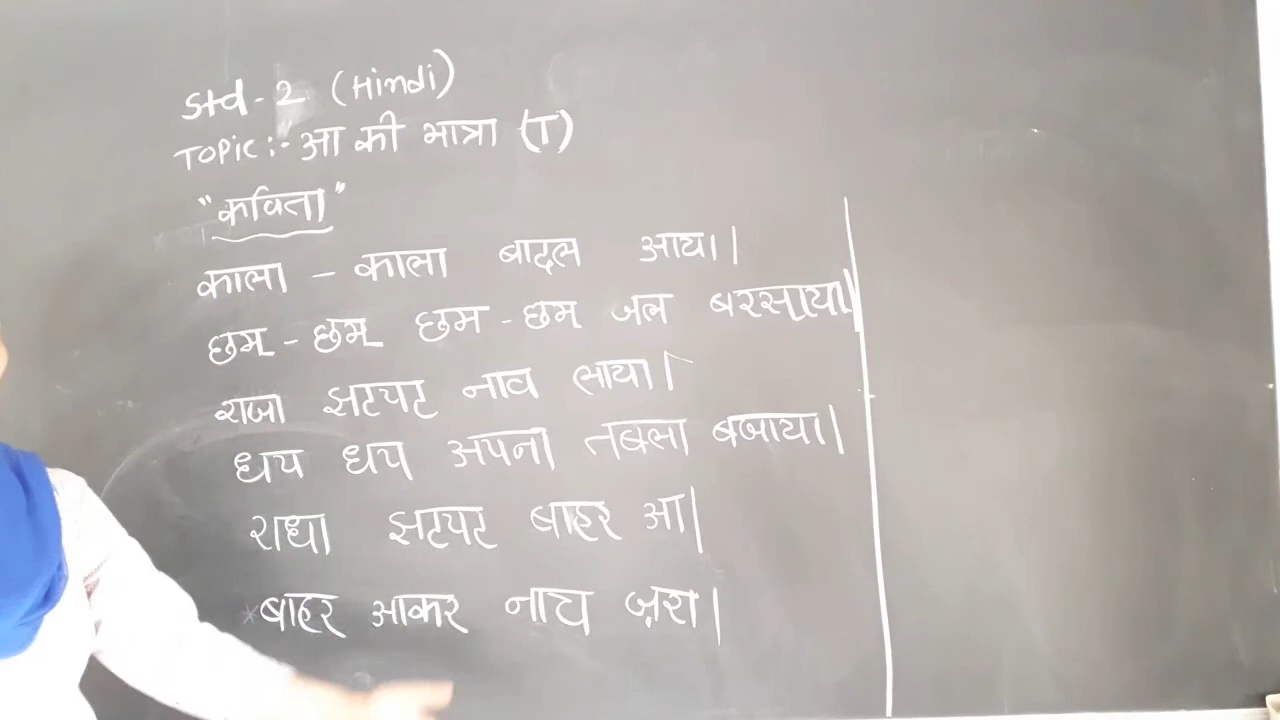 Std - 2 (Hindi)
Topic :- आ की मात्रा (ा)
"कविता"
काला - काला बादल आया।
छम - छम छम - छम जल बरसाया।
राजा झटपट नाव लाया।
धप धप अपना तबला बजाया।
राधा झटपट बाहर आ।
बाहर आकर नाच ज़रा।